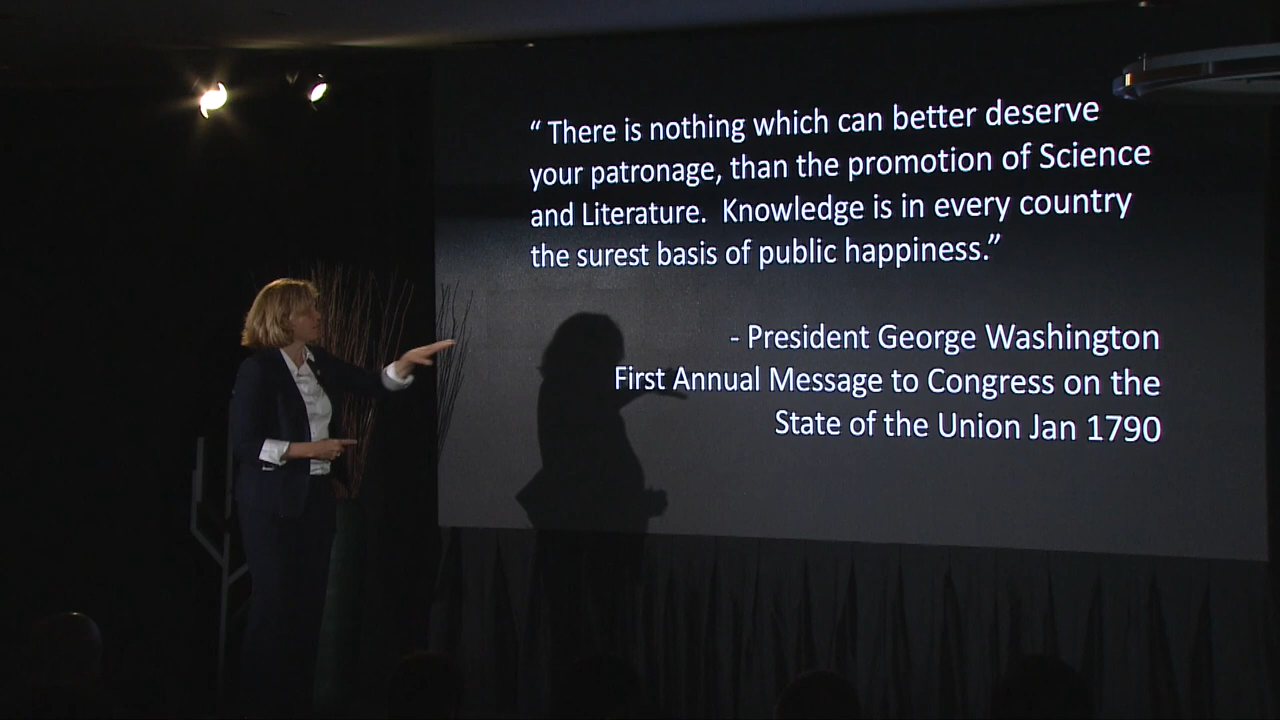 “ There is nothing which can better deserve
your patronage, than the promotion of Science
and Literature.  Knowledge is in every country
the surest basis of public happiness.”
- President George Washington
First Annual Message to Congress on the
State of the Union Jan 1790